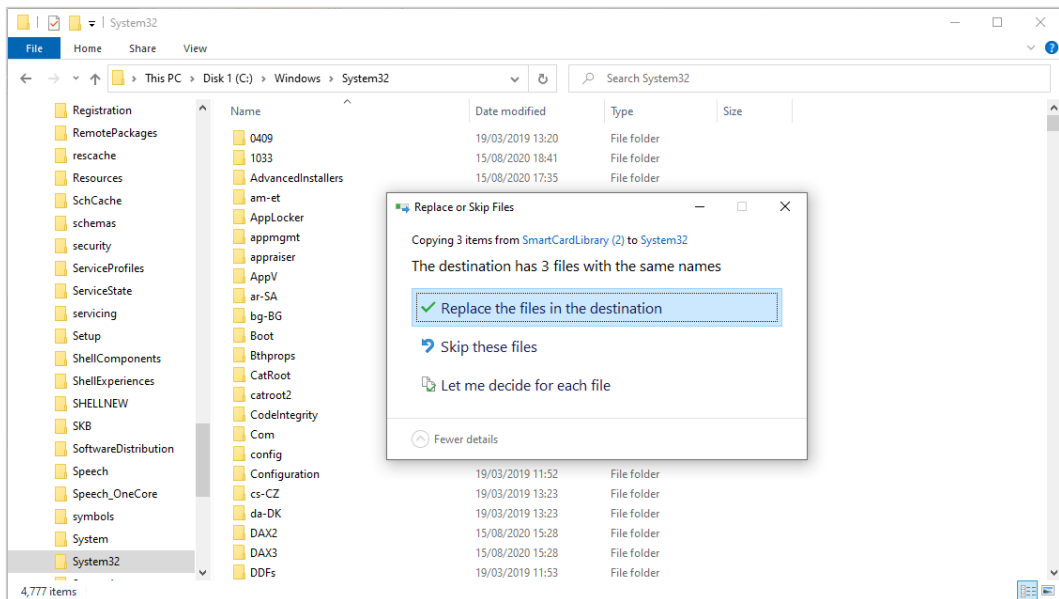 System32
File Home Share View
This PC Disk 1 (C:) Windows System32
Search System32
Registration
RemotePackages
rescache
Resources
SchCache
schemas
security
ServiceProfiles
ServiceState
servicing
Setup
ShellComponents
ShellExperiences
SHELLNEW
SKB
SoftwareDistribution
Speech
Speech_OneCore
symbols
System
System32
Name Date modified Type Size
0409 19/03/2019 13:20 File folder
1033 15/08/2020 18:41 File folder
AdvancedInstallers 15/08/2020 17:35 File folder
am-et
AppLocker
appmgmt
appraiser
AppV
ar-SA
bg-BG
Boot
Bthprops
CatRoot
catroot2
CodeIntegrity
Com
config
Configuration 19/03/2019 11:52 File folder
cs-CZ 19/03/2019 13:23 File folder
da-DK 19/03/2019 13:23 File folder
DAX2 15/08/2020 15:28 File folder
DAX3 15/08/2020 15:28 File folder
DDFs 19/03/2019 11:53 File folder
Replace or Skip Files
Copying 3 items from SmartCardLibrary (2) to System32
The destination has 3 files with the same names
Replace the files in the destination
Skip these files
Let me decide for each file
Fewer details
4,777 items